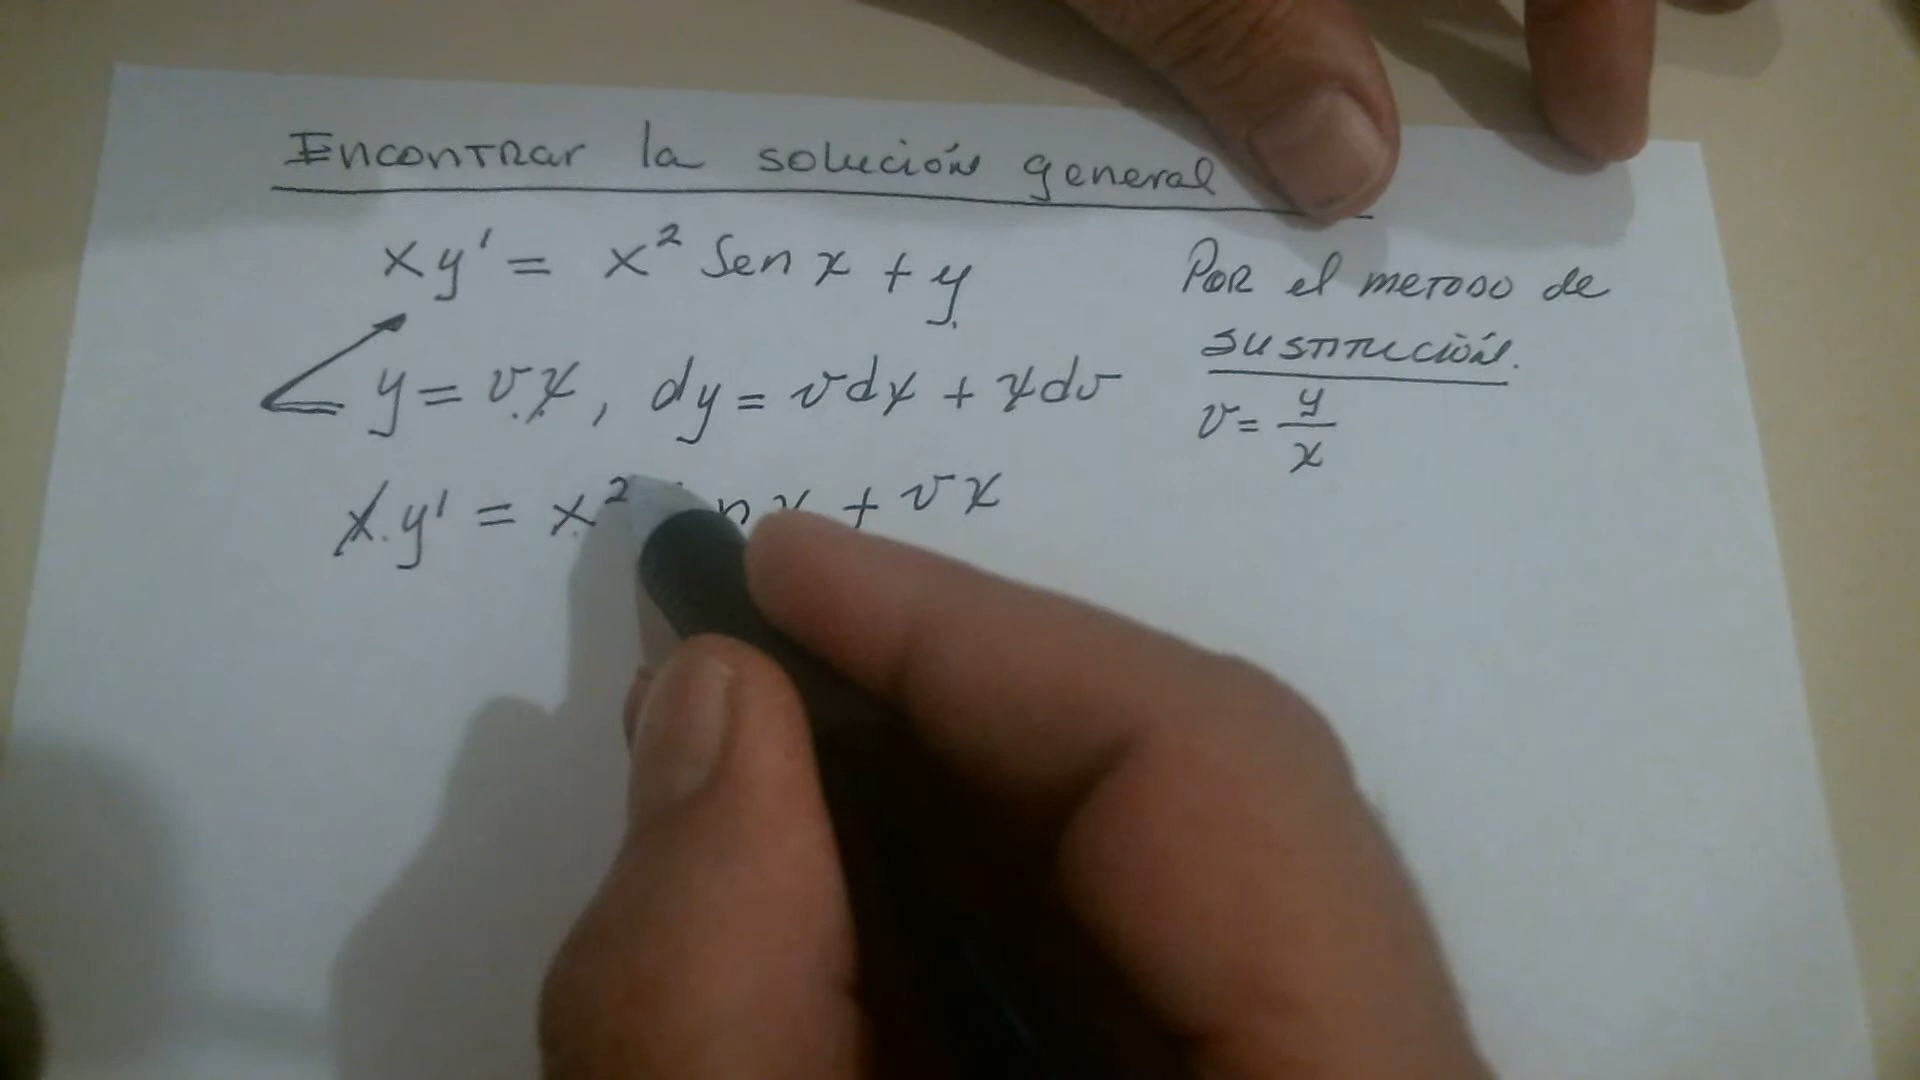 Encontrar la solución general
xy' = x² Sen x + y
Por el metodo de
sustitución.
y = vx, dy = vdx + xdv
v = y/x
x.y' = x² x + vx